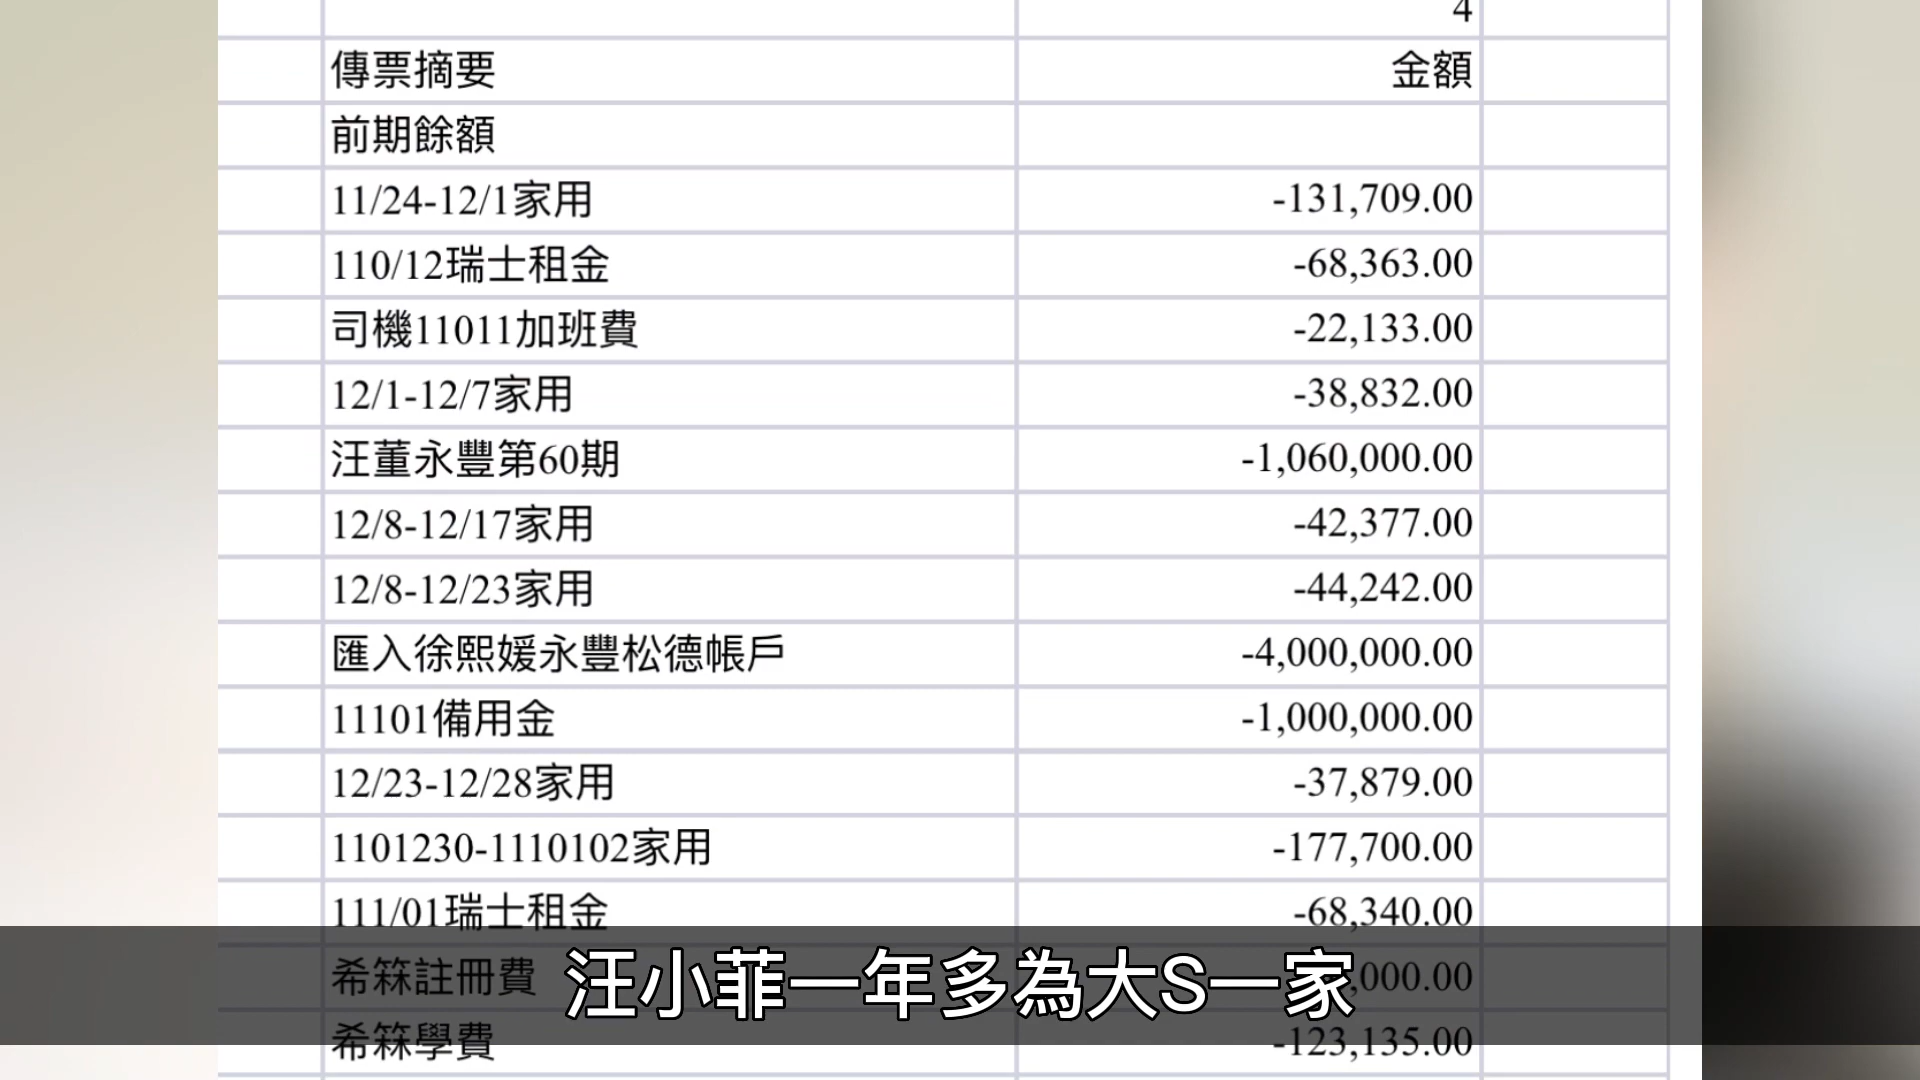 4
傳票摘要 金額
前期餘額
11/24-12/1家用 -131,709.00
110/12瑞士租金 -68,363.00
司機11011加班費 -22,133.00
12/1-12/7家用 -38,832.00
汪董永豐第60期 -1,060,000.00
12/8-12/17家用 -42,377.00
12/8-12/23家用 -44,242.00
匯入徐熙媛永豐松德帳戶 -4,000,000.00
11101備用金 -1,000,000.00
12/23-12/28家用 -37,879.00
1101230-1110102家用 -177,700.00
111/01瑞士租金 -68,340.00
希箖註冊費 ,000.00
汪小菲一年多為大S一家
希箖學費 -123,135.00